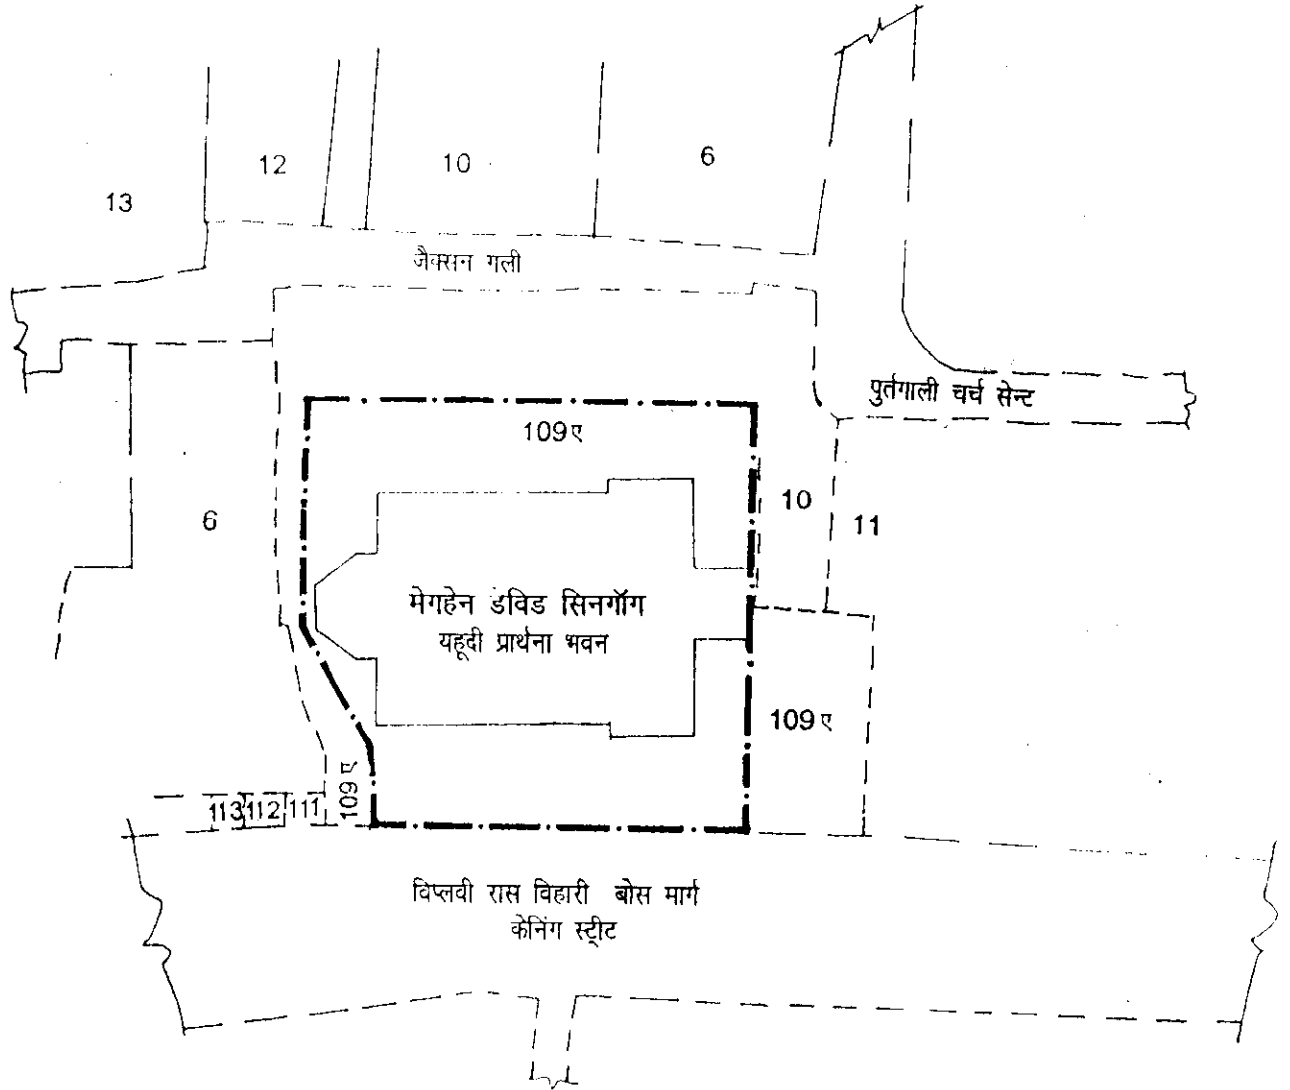 12
10
6
13
जैक्सन गली
पुर्तगाली चर्च सेन्ट
109ए
10
11
6
मेगहेन डेविड सिनगॉग
यहूदी प्रार्थना भवन
109ए
109ए
113
112
111
विप्लवी रास विहारी बोस मार्ग
केनिंग स्ट्रीट